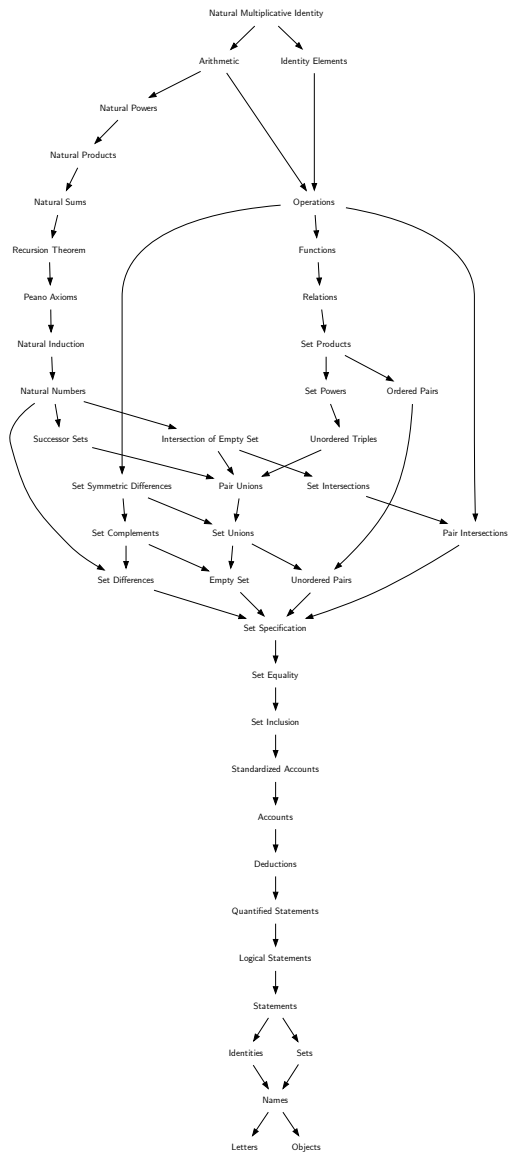 Natural Multiplicative Identity
Arithmetic
Identity Elements
Natural Powers
Natural Products
Natural Sums
Operations
Recursion Theorem
Functions
Peano Axioms
Relations
Natural Induction
Set Products
Natural Numbers
Set Powers
Ordered Pairs
Successor Sets
Intersection of Empty Set
Unordered Triples
Set Symmetric Differences
Pair Unions
Set Intersections
Set Complements
Set Unions
Pair Intersections
Set Differences
Empty Set
Unordered Pairs
Set Specification
Set Equality
Set Inclusion
Standardized Accounts
Accounts
Deductions
Quantified Statements
Logical Statements
Statements
Identities
Sets
Names
Letters
Objects